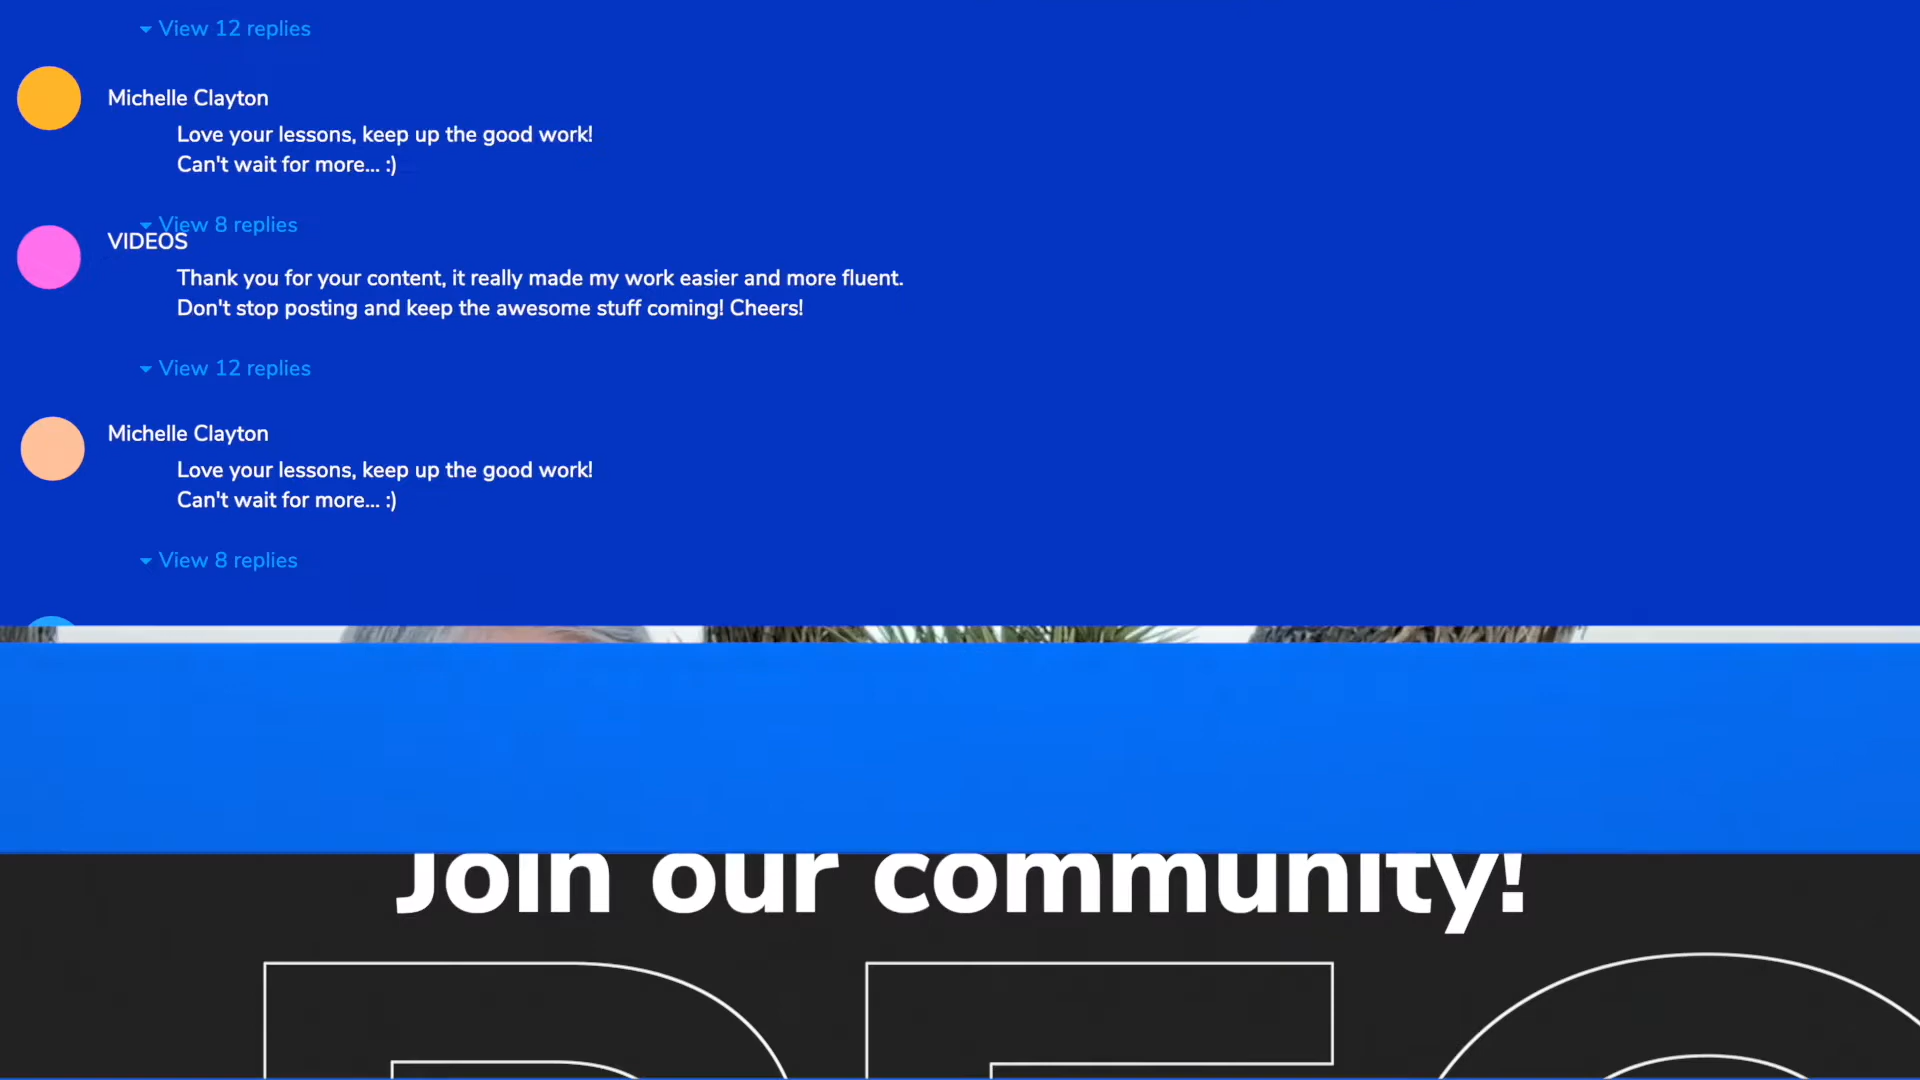 View 12 replies
Michelle Clayton
Love your lessons, keep up the good work!
Can't wait for more... :)
View 8 replies
VIDEOS
Thank you for your content, it really made my work easier and more fluent.
Don't stop posting and keep the awesome stuff coming! Cheers!
View 12 replies
Michelle Clayton
Love your lessons, keep up the good work!
Can't wait for more... :)
View 8 replies
Join our community!